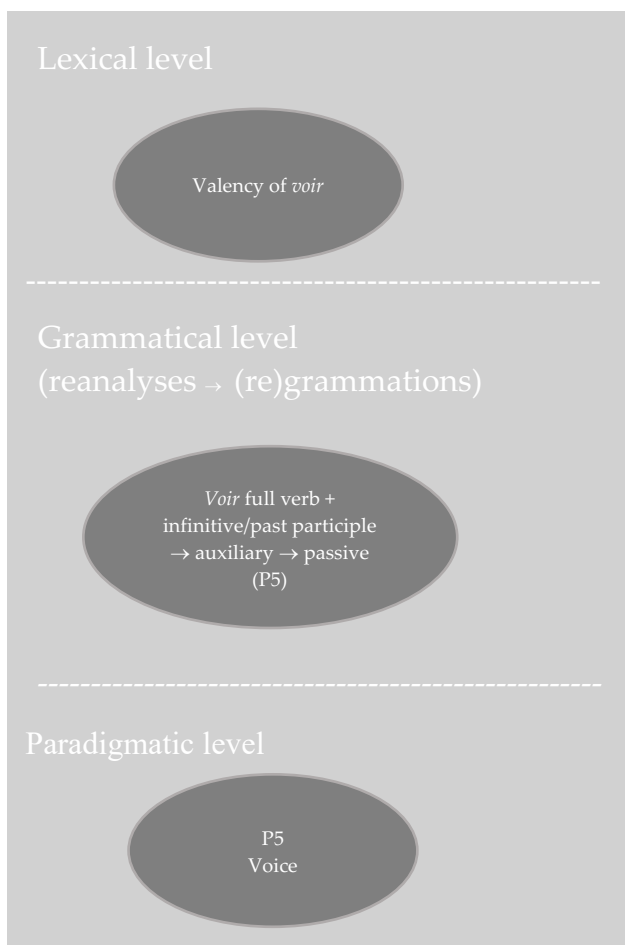 Lexical level
Valency of voir
Grammatical level
(reanalyses → (re)grammations)
Voir full verb +
infinitive/past participle
→ auxiliary → passive
(P5)
Paradigmatic level
P5
Voice